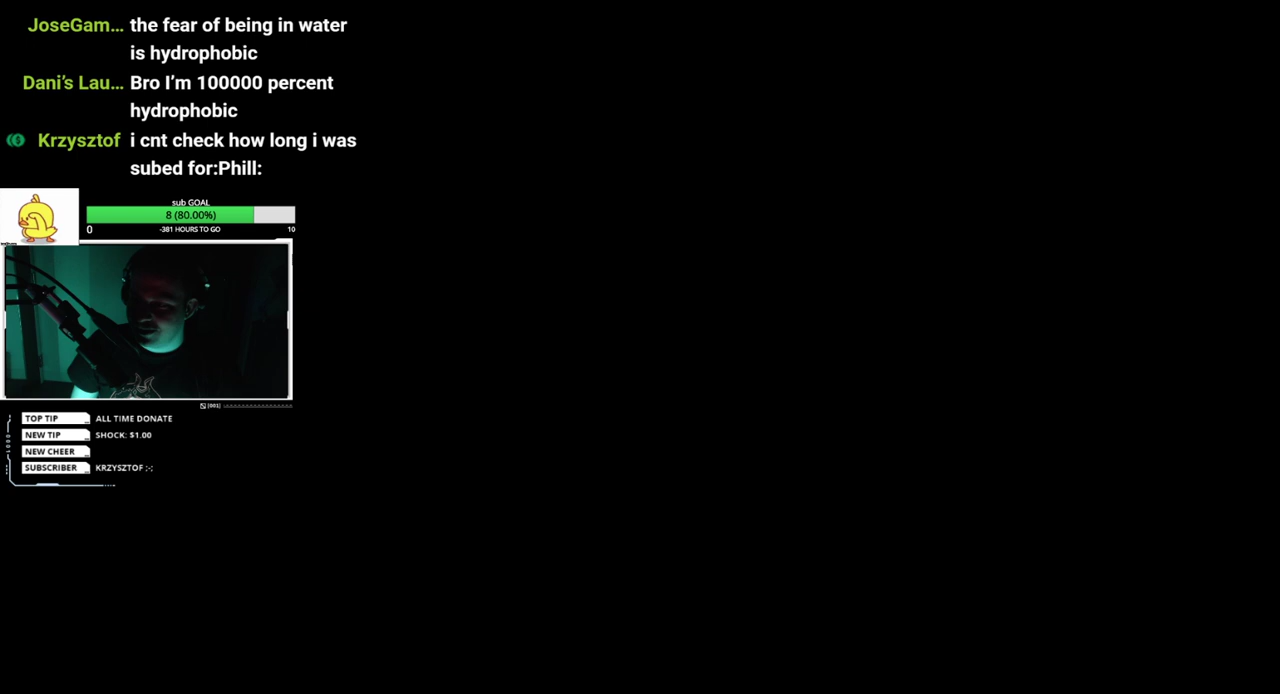 JoseGam… the fear of being in water
is hydrophobic
Dani’s Lau… Bro I’m 100000 percent
hydrophobic
Krzysztof i cnt check how long i was
subed for:Phill:
sub GOAL
8 (80.00%)
0 -381 HOURS TO GO 10
[001]
TOP TIP ALL TIME DONATE
NEW TIP SHOCK: $1.00
NEW CHEER
SUBSCRIBER KRZYSZTOF ;-;